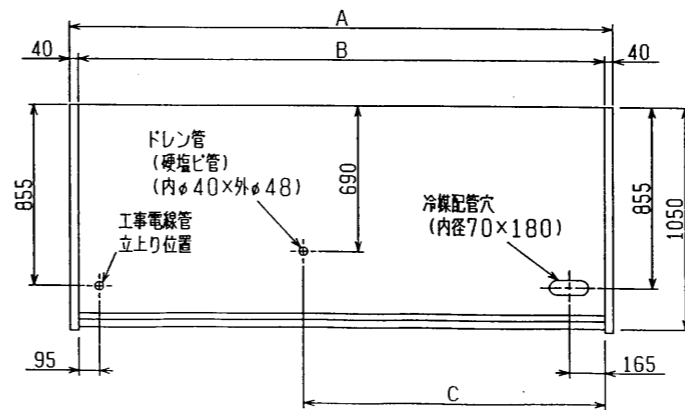 A
40
B
40
ドレン管
(硬塩ビ管)
(内φ40×外φ48)
690
855
工事電線管
立上り位置
冷媒配管穴
(内径70×180)
855
1050
95
165
C